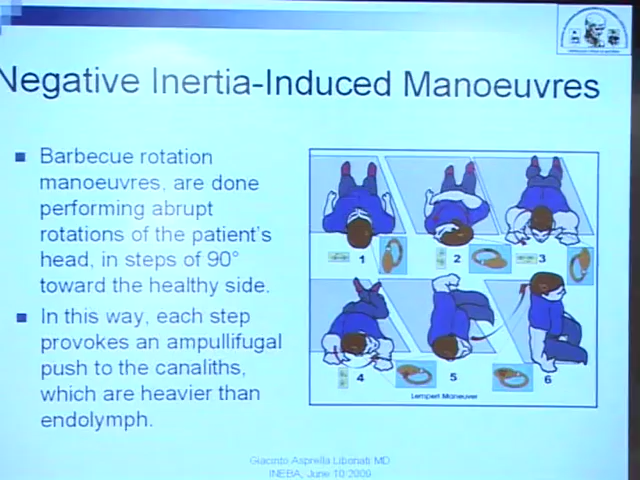 Negative Inertia-Induced Manoeuvres
Barbecue rotation
manoeuvres, are done
performing abrupt
rotations of the patient's
head, in steps of 90°
toward the healthy side.
In this way, each step
provokes an ampullifugal
push to the canaliths,
which are heavier than
endolymph.
1
2
3
4
5
6
Lempert Maneuver
Giacinto Asprella Libonati MD
INEBA, June 10 2009